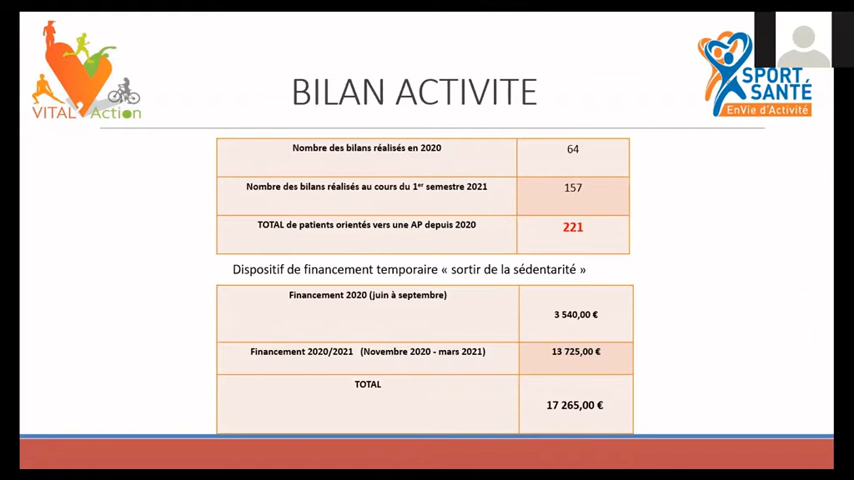 VITAL Action
SPORT
SANTÉ
EnVie d'Activité
BILAN ACTIVITE
Nombre des bilans réalisés en 2020 64
Nombre des bilans réalisés au cours du 1er semestre 2021 157
TOTAL de patients orientés vers une AP depuis 2020 221
Dispositif de financement temporaire « sortir de la sédentarité »
Financement 2020 (juin à septembre) 3 540,00 €
Financement 2020/2021 (Novembre 2020 - mars 2021) 13 725,00 €
TOTAL 17 265,00 €